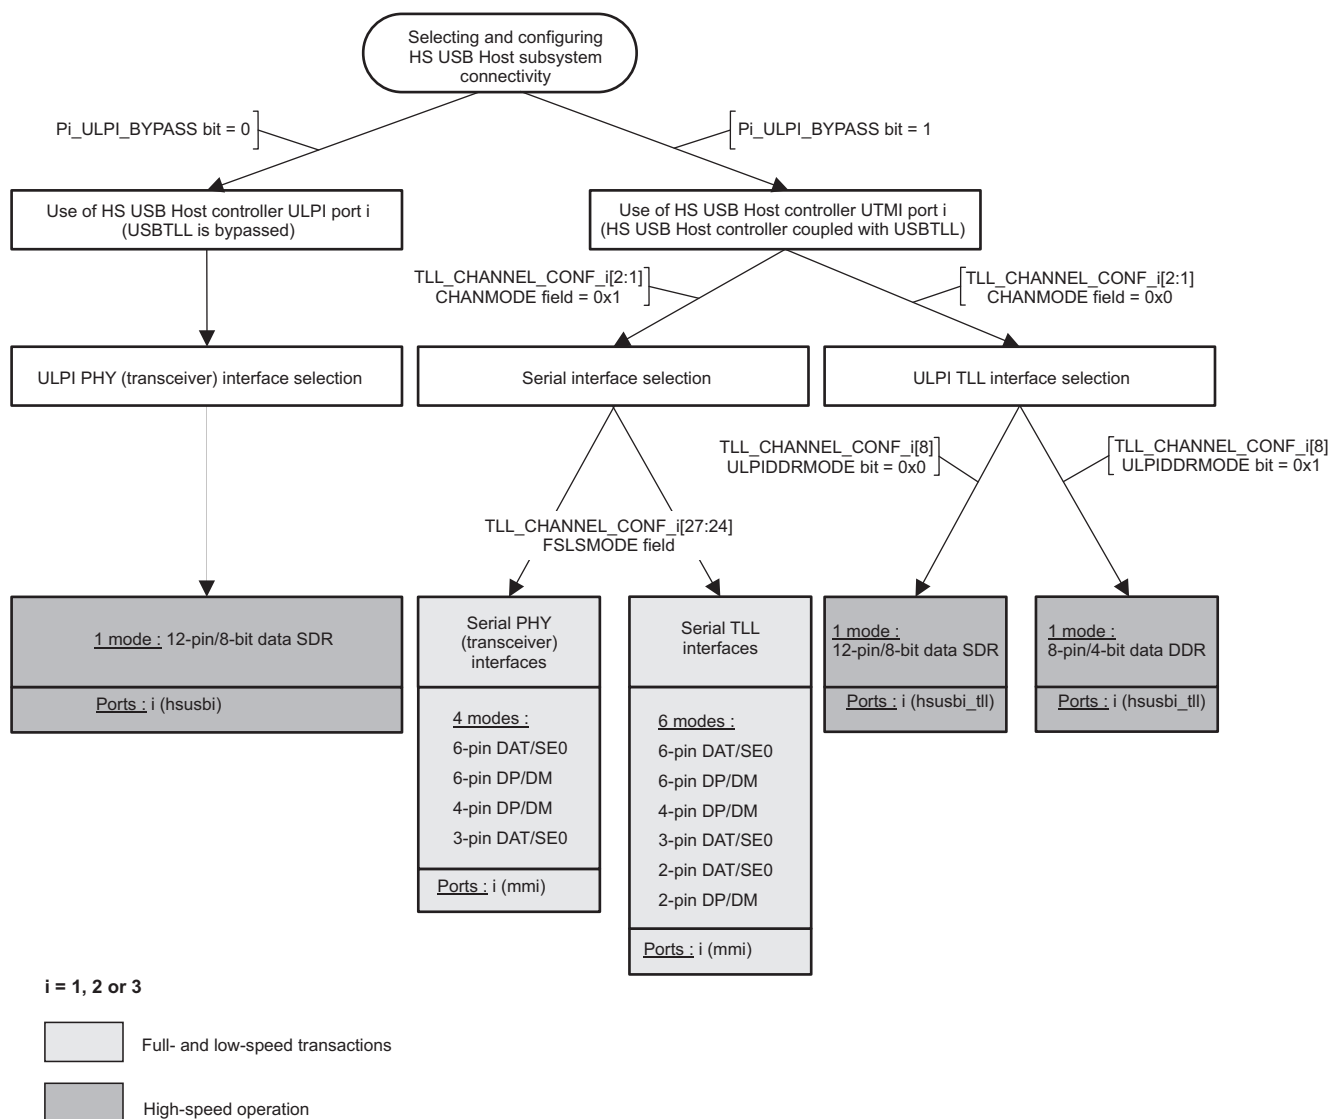 Selecting and configuring
HS USB Host subsystem
connectivity
Pi_ULPI_BYPASS bit = 0
Pi_ULPI_BYPASS bit = 1
Use of HS USB Host controller ULPI port i
(USBTLL is bypassed)
Use of HS USB Host controller UTMI port i
(HS USB Host controller coupled with USBTLL)
TLL_CHANNEL_CONF_i[2:1]
CHANMODE field = 0x1
TLL_CHANNEL_CONF_i[2:1]
CHANMODE field = 0x0
ULPI PHY (transceiver) interface selection
Serial interface selection
ULPI TLL interface selection
TLL_CHANNEL_CONF_i[8]
ULPIDDRMODE bit = 0x0
TLL_CHANNEL_CONF_i[8]
ULPIDDRMODE bit = 0x1
TLL_CHANNEL_CONF_i[27:24]
FSLSMODE field
1 mode : 12-pin/8-bit data SDR
Ports : i (hsusbi)
Serial PHY
(transceiver)
interfaces
4 modes :
6-pin DAT/SE0
6-pin DP/DM
4-pin DP/DM
3-pin DAT/SE0
Ports : i (mmi)
Serial TLL
interfaces
6 modes :
6-pin DAT/SE0
6-pin DP/DM
4-pin DP/DM
3-pin DAT/SE0
2-pin DAT/SE0
2-pin DP/DM
Ports : i (mmi)
1 mode :
12-pin/8-bit data SDR
Ports : i (hsusbi_tll)
1 mode :
8-pin/4-bit data DDR
Ports : i (hsusbi_tll)
i = 1, 2 or 3
Full- and low-speed transactions
High-speed operation